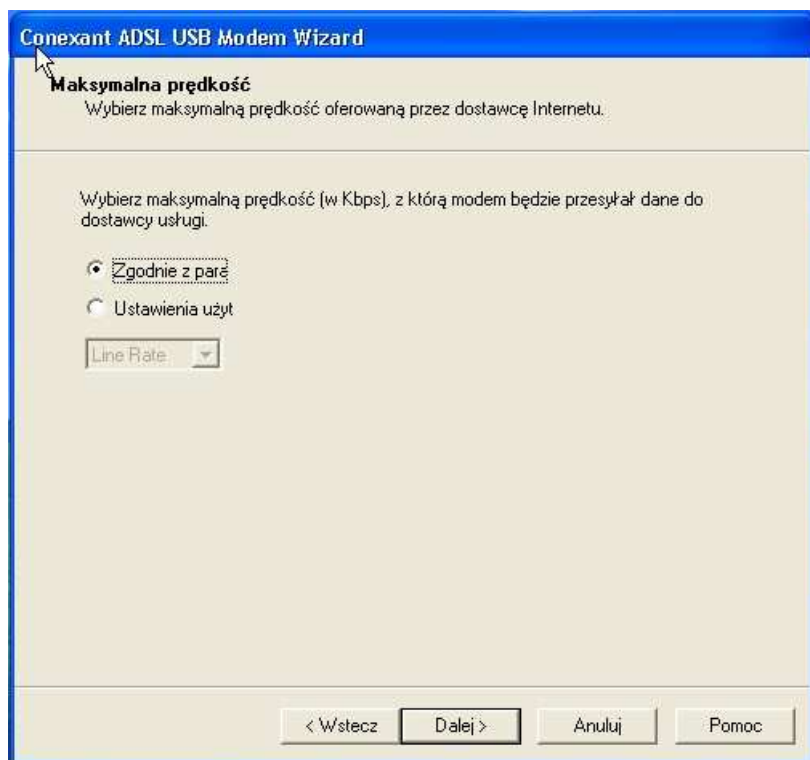 Conexant ADSL USB Modem Wizard
Maksymalna prędkość
Wybierz maksymalną prędkość oferowaną przez dostawcę Internetu.
Wybierz maksymalną prędkość (w Kbps), z którą modem będzie przesyłał dane do
dostawcy usługi.
Zgodnie z para
Ustawienia użyt
Line Rate
< Wstecz
Dalej >
Anuluj
Pomoc